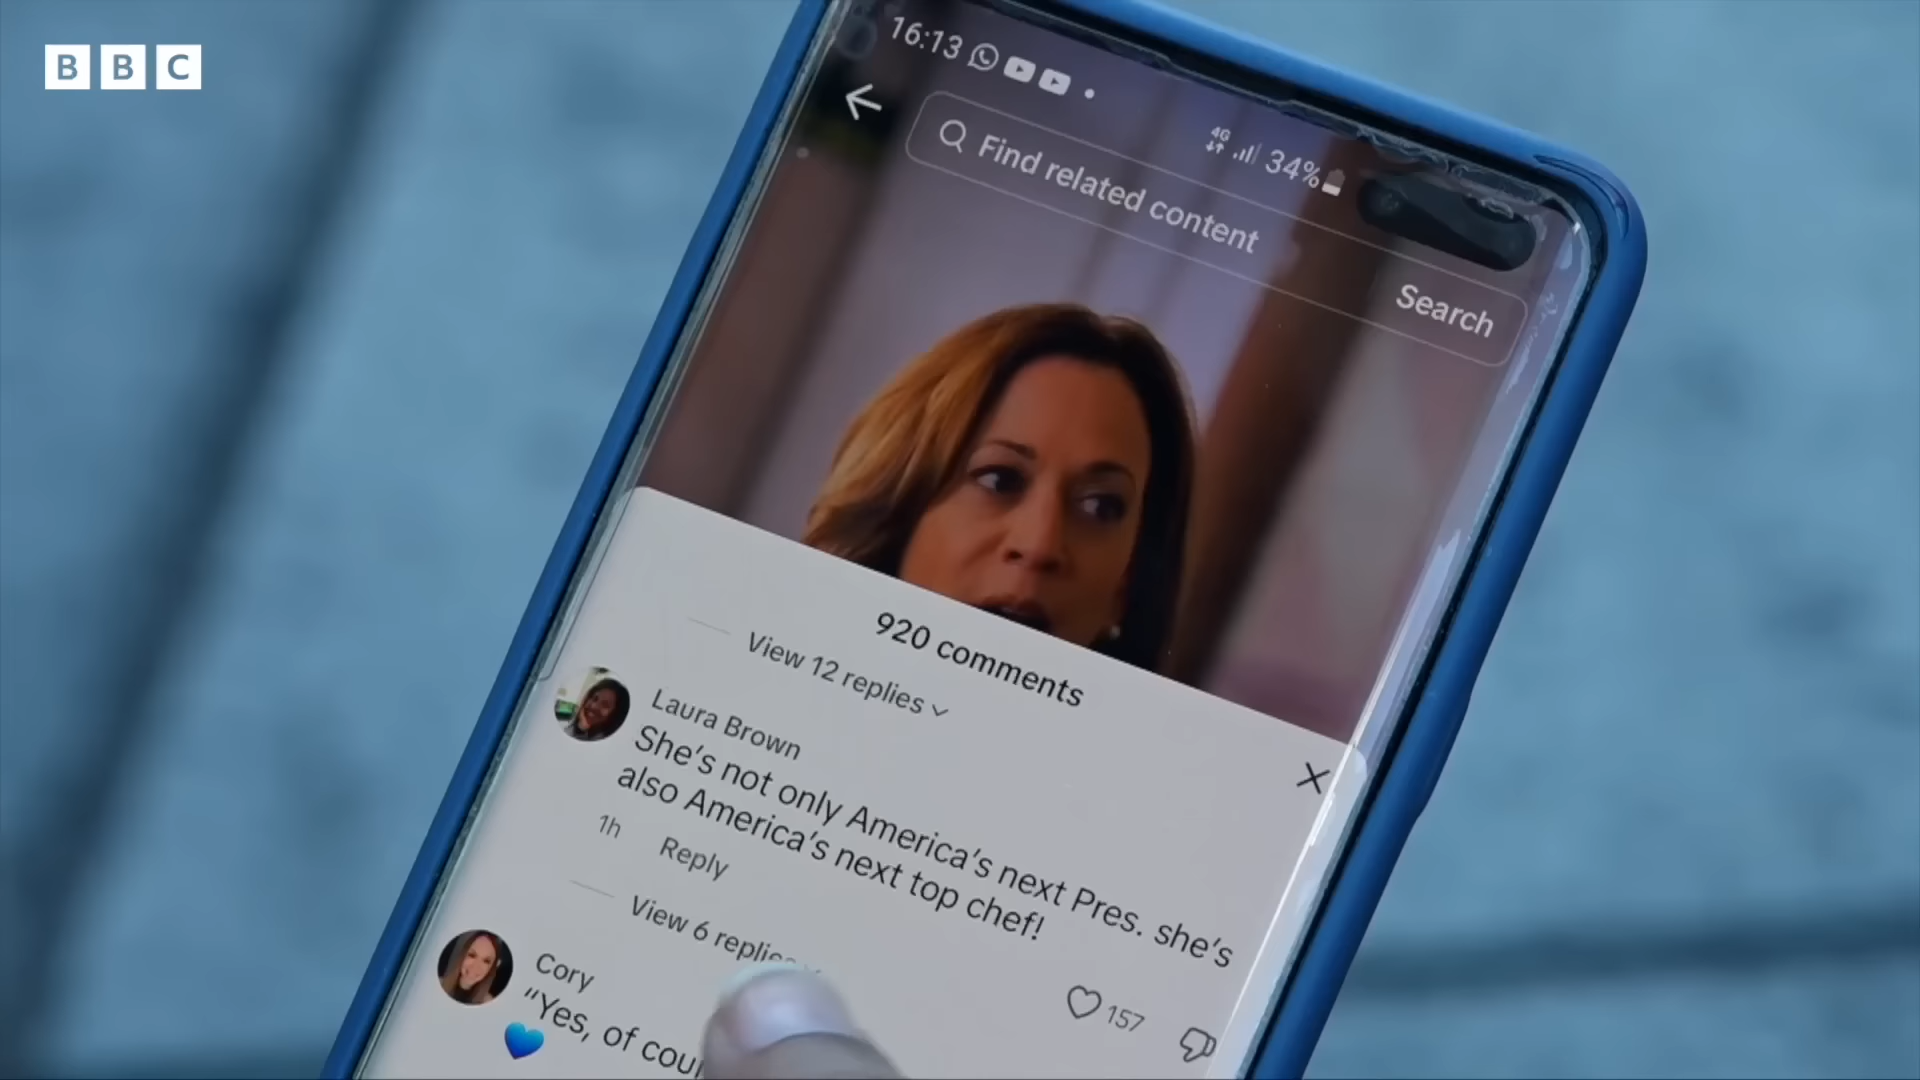 BBC
16:13
4G 34%
Find related content
Search
920 comments
View 12 replies
Laura Brown
She's not only America's next Pres. she's
also America's next top chef!
1h Reply
157
View 6 replies
Cory
"Yes, of